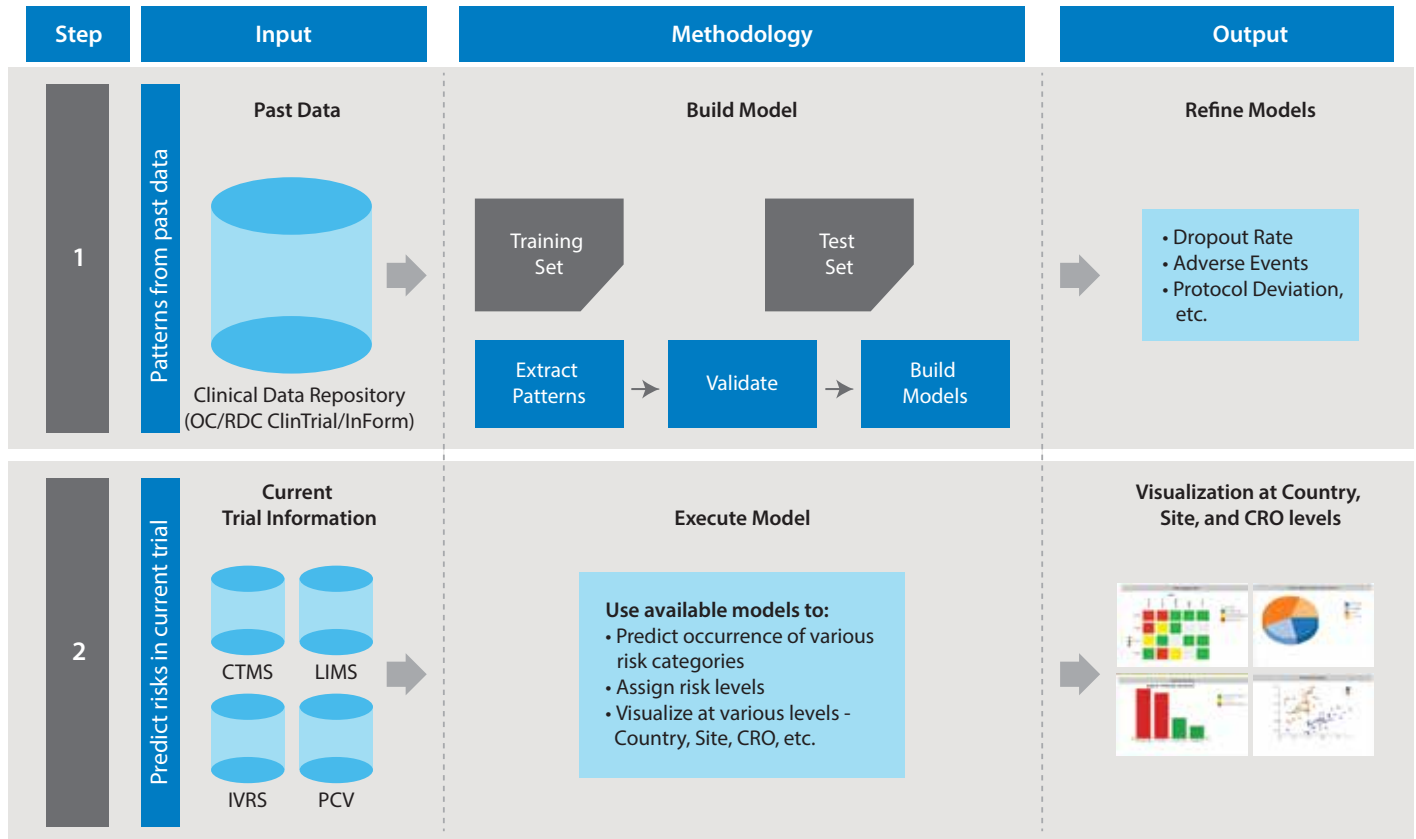 Step
Input
Methodology
Output
1
Patterns from past data
Past Data
Clinical Data Repository
(OC/RDC ClinTrial/InForm)
Build Model
Training
Set
Test
Set
Extract
Patterns
Validate
Build
Models
Refine Models
• Dropout Rate
• Adverse Events
• Protocol Deviation,
etc.
2
Predict risks in current trial
Current
Trial Information
CTMS
LIMS
IVRS
PCV
Execute Model
Use available models to:
• Predict occurrence of various
risk categories
• Assign risk levels
• Visualize at various levels -
Country, Site, CRO, etc.
Visualization at Country,
Site, and CRO levels